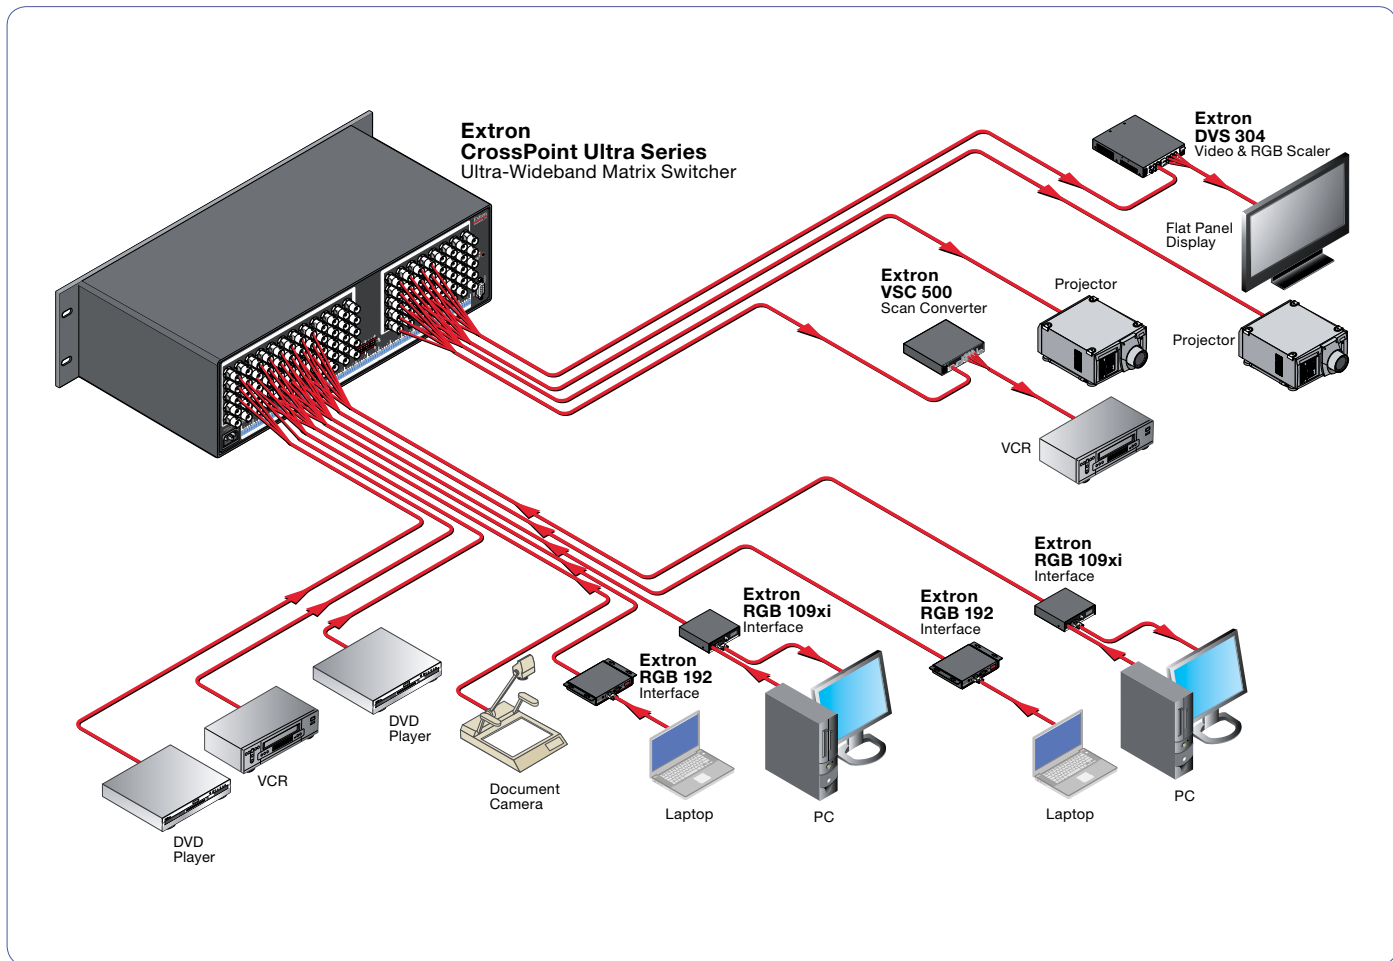 Extron
CrossPoint Ultra Series
Ultra-Wideband Matrix Switcher
Extron
DVS 304
Video & RGB Scaler
Flat Panel
Display
Extron
VSC 500
Scan Converter
Projector
Projector
VCR
Extron
RGB 109xi
Interface
Extron
RGB 192
Interface
Extron
RGB 109xi
Interface
Extron
RGB 192
Interface
DVD
Player
VCR
DVD
Player
Document
Camera
Laptop
PC
Laptop
PC